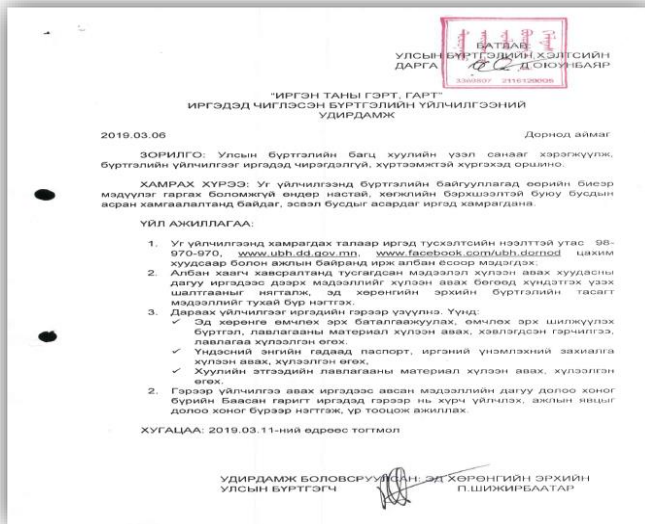 БАТЛАВ:
УЛСЫН БҮРТГЭЛИЙН ХЭЛТСИЙН
ДАРГА Д.ОЮУНБАЯР
"ИРГЭН ТАНЫ ГЭРТ, ГАРТ"
ИРГЭДЭД ЧИГЛЭСЭН БҮРТГЭЛИЙН ҮЙЛЧИЛГЭЭНИЙ
УДИРДАМЖ
2019.03.06 Дорнод аймаг
ЗОРИЛГО: Улсын бүртгэлийн багц хуулийн үзэл санааг хэрэгжүүлж,
бүртгэлийн үйлчилгээг иргэдэд чирэгдэлгүй, хүртээмжтэй хүргэхэд оршино.
ХАМРАХ ХҮРЭЭ: Уг үйлчилгээнд бүртгэлийн байгууллагад өөрийн биеэр
мэдүүлэг гаргах боломжгүй өндөр настай, хөгжлийн бэрхшээлтэй буюу бусдын
асран хамгаалалтанд байдаг, эсвэл бусдыг асардаг иргэд хамрагдана.
ҮЙЛ АЖИЛЛАГАА:
1. Уг үйлчилгээнд хамрагдах талаар иргэд тусхэлтсийн нээлттэй утас 98-
970-970, www.ubh.dd.gov.mn, www.facebook.com/ubh.dornod цахим
хуудсаар болон ажлын байранд ирж албан ёсоор мэдэгдэх.
2. Албан хаагч хавсралтанд тусгагдсан мэдээлэл хүлээн авах хуудасны
дагуу иргэдээс дээрх мэдээллийг хүлээн авах бөгөөд хүндэтгэн үзэх
шалтгааныг нягталж, эд хөрөнгийн эрхийн бүртгэлийн тасагт
мэдээллийг тухай бүр нэгтгэх.
3. Дараах үйлчилгээг иргэдийн гэрээр үзүүлнэ. Үүнд:
✓ Эд хөрөнгө өмчлөх эрх баталгаажуулах, өмчлөх эрх шилжүүлэх
бүртгэл, лавлагааны материал хүлээн авах, хэвлэгдсэн гэрчилгээ,
лавлагаа хүлээлгэн өгөх.
✓ Үндэсний энгийн гадаад паспорт, иргэний үнэмлэхний захиалга
хүлээн авах, хүлээлгэн өгөх,
✓ Хуулийн этгээдийн лавлагааны материал хүлээн авах, хүлээлгэн
өгөх.
2. Гэрээр үйлчилгээ авах иргэдээс авсан мэдээллийн дагуу долоо хоног
бүрийн Баасан гаригт иргэдэд гэрээр нь хүрч үйлчлэх, ажлын явцыг
долоо хоног бүрээр нэгтгэж, үр тооцож ажиллах.
ХУГАЦАА: 2019.03.11-ний өдрөөс тогтмол
УДИРДАМЖ БОЛОВСРУУЛСАН: ЭД ХӨРӨНГИЙН ЭРХИЙН
УЛСЫН БҮРТГЭГЧ П.ШИЖИРБААТАР